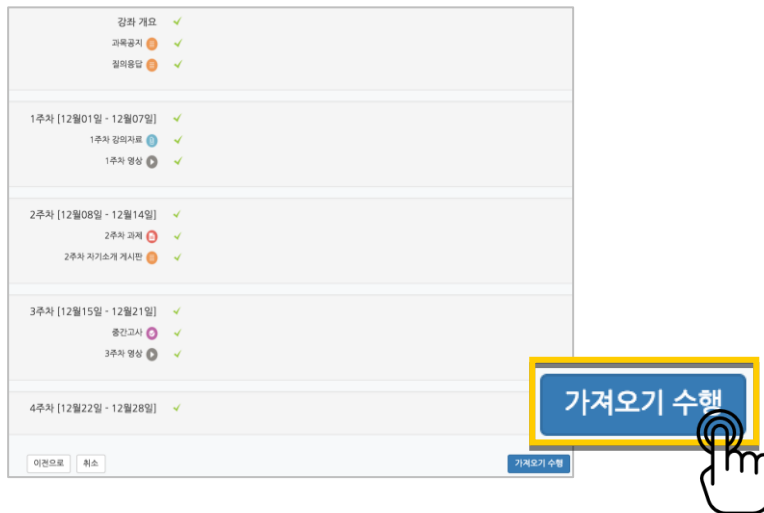 강좌 개요
과목공지
질의응답
1주차 [12월01일 - 12월07일]
1주차 강의자료
1주차 영상
2주차 [12월08일 - 12월14일]
2주차 과제
2주차 자기소개 게시판
3주차 [12월15일 - 12월21일]
중간고사
3주차 영상
4주차 [12월22일 - 12월28일]
이전으로 취소 가져오기 수행
가져오기 수행